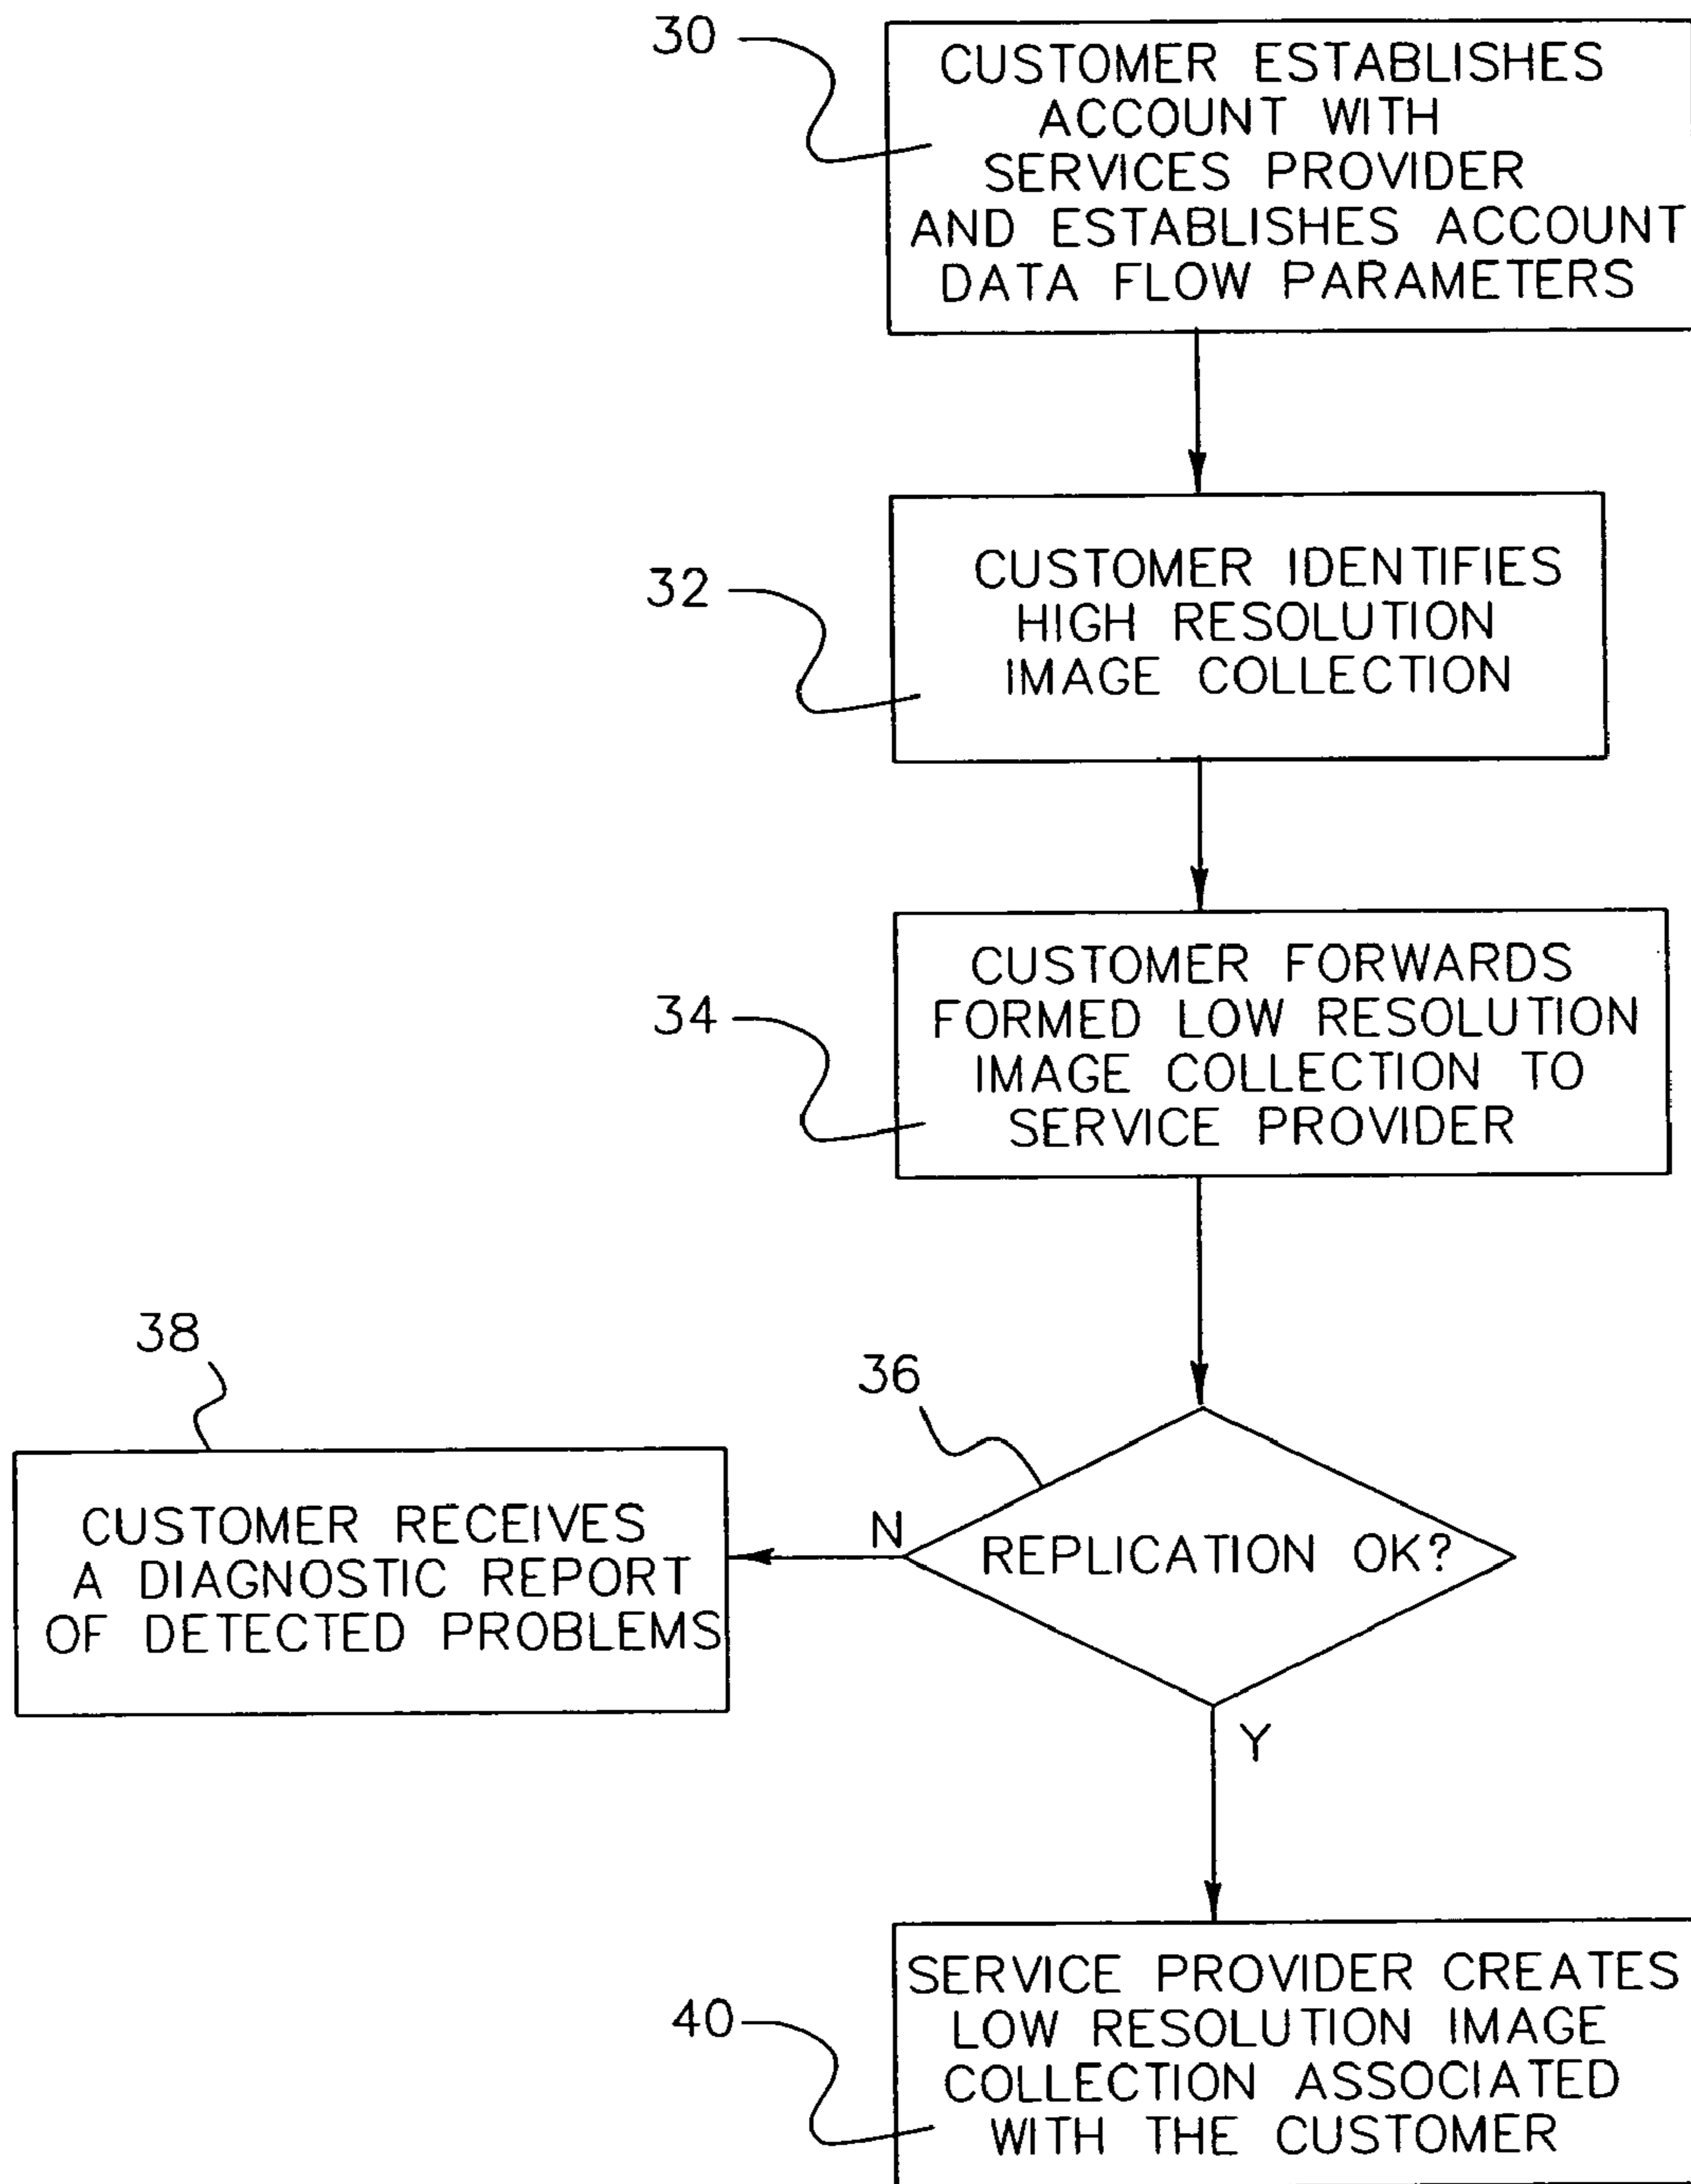 30
CUSTOMER ESTABLISHES
ACCOUNT WITH
SERVICES PROVIDER
AND ESTABLISHES ACCOUNT
DATA FLOW PARAMETERS
32
CUSTOMER IDENTIFIES
HIGH RESOLUTION
IMAGE COLLECTION
34
CUSTOMER FORWARDS
FORMED LOW RESOLUTION
IMAGE COLLECTION TO
SERVICE PROVIDER
36
REPLICATION OK?
N
38
CUSTOMER RECEIVES
A DIAGNOSTIC REPORT
OF DETECTED PROBLEMS
Y
40
SERVICE PROVIDER CREATES
LOW RESOLUTION IMAGE
COLLECTION ASSOCIATED
WITH THE CUSTOMER